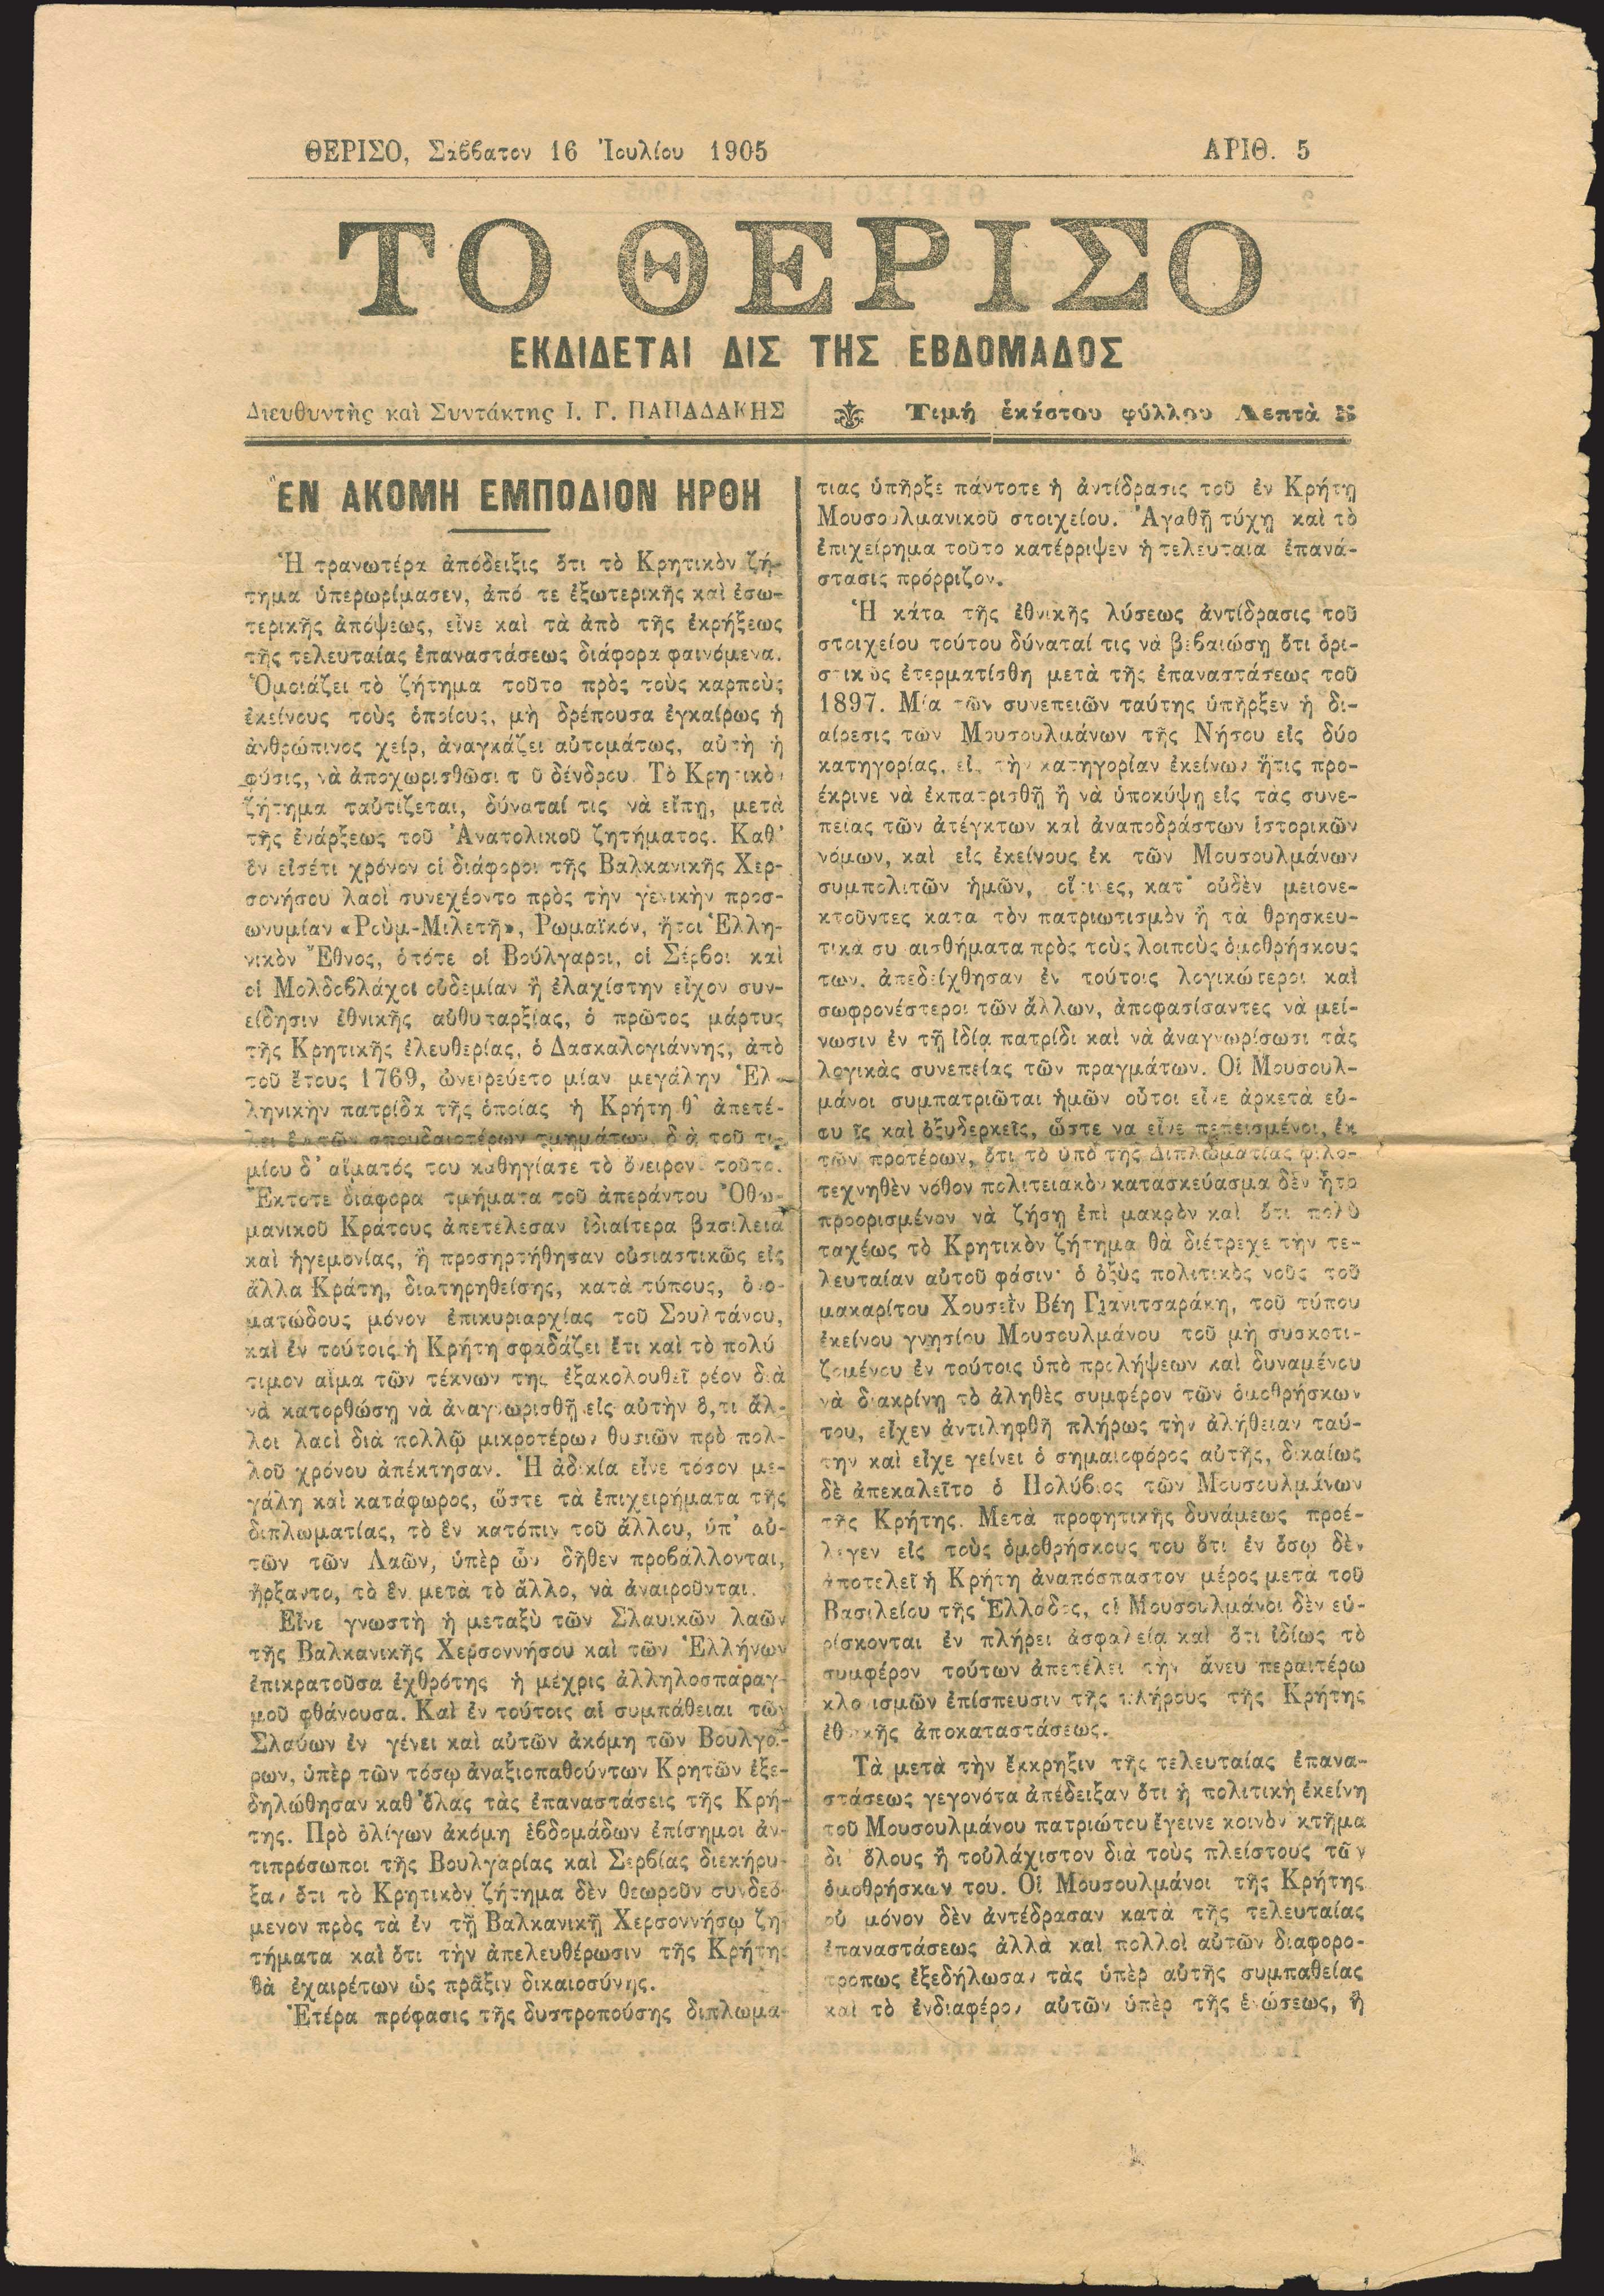 ΘΕΡΙΣΟ, Σάββατον 16 Ἰουλίου 1905
ΑΡΙΘ. 5
ΤΟ ΘΕΡΙΣΟ
ΕΚΔΙΔΕΤΑΙ ΔΙΣ ΤΗΣ ΕΒΔΟΜΑΔΟΣ
Διευθυντὴς καὶ Συντάκτης Ι. Γ. ΠΑΠΑΔΑΚΗΣ
Τιμὴ ἑκάστου φύλλου Λεπτὰ 5
ἝΝ ΑΚΟΜΗ ΕΜΠΟΔΙΟΝ ΗΡΘΗ
Ἡ τρανωτέρα ἀπόδειξις ὅτι τὸ Κρητικὸν ζή-
τημα ὑπερωρίμασεν, ἀπό τε ἐξωτερικῆς καὶ ἐσω-
τερικῆς ἀπόψεως, εἶνε καὶ τὰ ἀπὸ τῆς ἐκρήξεως
τῆς τελευταίας ἐπαναστάσεως διάφορα φαινόμενα.
Ὁμοιάζει τὸ ζήτημα τοῦτο πρὸς τοὺς καρποὺς
ἐκείνους τοὺς ὁποίους, μὴ δρέπουσα ἐγκαίρως ἡ
ἀνθρώπινος χείρ, ἀναγκάζει αὐτομάτως, αὐτὴ ἡ
φύσις, νὰ ἀποχωρισθῶσι τοῦ δένδρου. Τὸ Κρητικὸν
ζήτημα ταὐτίζεται, δύναταί τις νὰ εἴπῃ, μετὰ
τῆς ἐνάρξεως τοῦ Ἀνατολικοῦ ζητήματος. Καθ'
ὃν εἰσέτι χρόνον οἱ διάφοροι τῆς Βαλκανικῆς Χερ-
σονήσου λαοὶ συνεχέοντο πρὸς τὴν γενικὴν προσ-
ωνυμίαν «Ροὺμ-Μιλετῆ», Ρωμαϊκόν, ἤτοι Ἑλλη-
νικὸν Ἔθνος, ὁτότε οἱ Βούλγαροι, οἱ Σέρβοι καὶ
οἱ Μολδοβλάχοι οὐδεμίαν ἢ ἐλαχίστην εἶχον συν-
είδησιν ἐθνικῆς αὐθυταρξίας, ὁ πρῶτος μάρτυς
τῆς Κρητικῆς ἐλευθερίας, ὁ Δασκαλογιάννης, ἀπὸ
τοῦ ἔτους 1769, ὠνειρεύετο μίαν μεγάλην Ἑλ-
ληνικὴν πατρίδα τῆς ὁποίας ἡ Κρήτη θ' ἀπετέ-
λει ἓν τῶν σπουδαιοτέρων τμημάτων, διὰ τοῦ τι-
μίου δ' αἵματός του καθηγίασε τὸ ὄνειρον τοῦτο.
Ἔκτοτε διάφορα τμήματα τοῦ ἀπεράντου Ὀθω-
μανικοῦ Κράτους ἀπετέλεσαν ἰδιαίτερα βασίλεια
καὶ ἡγεμονίας, ἢ προσηρτήθησαν οὐσιαστικῶς εἰς
ἄλλα Κράτη, διατηρηθείσης, κατὰ τύπους, ὀνο-
ματώδους μόνον ἐπικυριαρχίας τοῦ Σουλτάνου,
καὶ ἐν τούτοις ἡ Κρήτη σφαδάζει ἔτι καὶ τὸ πολύ
τιμον αἷμα τῶν τέκνων της ἐξακολουθεῖ ρέον διὰ
νὰ κατορθώσῃ νὰ ἀναγνωρισθῇ εἰς αὐτὴν ὅ,τι ἄλ-
λοι λαοὶ διὰ πολλῷ μικροτέρων θυσιῶν πρὸ πολ-
λοῦ χρόνου ἀπέκτησαν. Ἡ ἀδικία εἶνε τόσον με-
γάλη καὶ κατάφωρος, ὥστε τὰ ἐπιχειρήματα τῆς
διπλωματίας, τὸ ἓν κατόπιν τοῦ ἄλλου, ὑπ' αὐ-
τῶν τῶν Λαῶν, ὑπὲρ ὧν δῆθεν προβάλλονται,
ἤρξαντο, τὸ ἓν μετὰ τὸ ἄλλο, νὰ ἀναιροῦνται.
Εἶνε γνωστὴ ἡ μεταξὺ τῶν Σλαυικῶν λαῶν
τῆς Βαλκανικῆς Χερσοννήσου καὶ τῶν Ἑλλήνων
ἐπικρατοῦσα ἐχθρότης ἡ μέχρις ἀλληλοσπαραγ-
μοῦ φθάνουσα. Καὶ ἐν τούτοις αἱ συμπάθειαι τῶν
Σλαύων ἐν γένει καὶ αὐτῶν ἀκόμη τῶν Βουλγά-
ρων, ὑπὲρ τῶν τόσῳ ἀναξιοπαθούντων Κρητῶν ἐξε-
δηλώθησαν καθ' ὅλας τὰς ἐπαναστάσεις τῆς Κρή-
της. Πρὸ ὀλίγων ἀκόμη ἑβδομάδων ἐπίσημοι ἀν-
τιπρόσωποι τῆς Βουλγαρίας καὶ Σερβίας διεκήρυ-
ξαν ὅτι τὸ Κρητικὸν ζήτημα δὲν θεωροῦν συνδεό-
μενον πρὸς τὰ ἐν τῇ Βαλκανικῇ Χερσοννήσῳ ζη-
τήματα καὶ ὅτι τὴν ἀπελευθέρωσιν τῆς Κρήτης
θὰ ἐχαιρέτων ὡς πρᾶξιν δικαιοσύνης.
Ἑτέρα πρόφασις τῆς δυστροπούσης διπλωμα-
τιας ὑπῆρξε πάντοτε ἡ ἀντίδρασις τοῦ ἐν Κρήτῃ
Μουσουλμανικοῦ στοιχείου. Ἀγαθῇ τύχῃ καὶ τὸ
ἐπιχείρημα τοῦτο κατέρριψεν ἡ τελευταία ἐπανά-
στασις πρόρριζον.
Ἡ κάτα τῆς ἐθνικῆς λύσεως ἀντίδρασις τοῦ
στοιχείου τούτου δύναταί τις νὰ βεβαιώσῃ ὅτι ὁρι-
στικῶς ἐτερματίσθη μετὰ τῆς ἐπαναστάσεως τοῦ
1897. Μία τῶν συνεπειῶν ταύτης ὑπῆρξεν ἡ δι-
αίρεσις τῶν Μουσουλμάνων τῆς Νήσου εἰς δύο
κατηγορίας, εἰς τὴν κατηγορίαν ἐκείνων ἥτις προ-
έκρινε νὰ ἐκπατρισθῇ ἢ νὰ ὑποκύψῃ εἰς τὰς συνε-
πείας τῶν ἀτέγκτων καὶ ἀναποδράστων ἱστορικῶν
νόμων, καὶ εἰς ἐκείνους ἐκ τῶν Μουσουλμάνων
συμπολιτῶν ἡμῶν, οἵτινες, κατ' οὐδὲν μειονε-
κτοῦντες κατα τὸν πατριωτισμὸν ἢ τὰ θρησκευ-
τικὰ συναισθήματα πρὸς τοὺς λοιποὺς ὁμοθρήσκους
των, ἀπεδείχθησαν ἐν τούτοις λογικώτεροι καὶ
σωφρονέστεροι τῶν ἄλλων, ἀποφασίσαντες νὰ μεί-
νωσιν ἐν τῇ ἰδίᾳ πατρίδι καὶ νὰ ἀναγνωρίσωσι τὰς
λογικὰς συνεπείας τῶν πραγμάτων. Οἱ Μουσουλ-
μάνοι συμπατριῶται ἡμῶν οὗτοι εἶνε ἀρκετὰ εὐ-
φυεῖς καὶ ὀξυδερκεῖς, ὥστε να εἶνε πεπεισμένοι, ἐκ
τῶν προτέρων, ὅτι τὸ ὑπὸ τῆς Διπλωματίας φιλο-
τεχνηθὲν νόθον πολιτειακὸν κατασκεύασμα δὲν ἦτο
προορισμένον νὰ ζήσῃ ἐπὶ μακρὸν καὶ ὅτι πολὺ
ταχέως τὸ Κρητικὸν ζήτημα θὰ διέτρεχε τὴν τε-
λευταίαν αὐτοῦ φάσιν· ὁ ὀξὺς πολιτικὸς νοῦς τοῦ
μακαρίτου Χουσεῒν Βέη Γιανιτσαράκη, τοῦ τύπου
ἐκείνου γνησίου Μουσουλμάνου τοῦ μὴ συσκοτι-
ζομένου ἐν τούτοις ὑπὸ προλήψεων καὶ δυναμένου
νὰ διακρίνῃ τὸ ἀληθὲς συμφέρον τῶν ὁμοθρήσκων
του, εἶχεν ἀντιληφθῆ πλήρως τὴν ἀλήθειαν ταύ-
την καὶ εἶχε γείνει ὁ σημαιοφόρος αὐτῆς, δικαίως
δὲ ἀπεκαλεῖτο ὁ Πολύβιος τῶν Μουσουλμάνων
τῆς Κρήτης. Μετὰ προφητικῆς δυνάμεως προέ-
λεγεν εἰς τοὺς ὁμοθρήσκους του ὅτι ἐν ὅσῳ δὲν
ἀποτελεῖ ἡ Κρήτη ἀναπόσπαστον μέρος μετὰ τοῦ
Βασιλείου τῆς Ἑλλάδος, οἱ Μουσουλμάνοι δὲν εὑ-
ρίσκονται ἐν πλήρει ἀσφαλείᾳ καὶ ὅτι ἰδίως τὸ
συμφέρον τούτων ἀπετέλει τὴν ἄνευ περαιτέρω
κλονισμῶν ἐπίσπευσιν τῆς πλήρους τῆς Κρήτης
ἐθνικῆς ἀποκαταστάσεως.
Τὰ μετὰ τὴν ἔκκρηξιν τῆς τελευταίας ἐπανα-
στάσεως γεγονότα ἀπέδειξαν ὅτι ἡ πολιτικὴ ἐκείνη
τοῦ Μουσουλμάνου πατριώτου ἔγεινε κοινὸν κτῆμα
δι ὅλους ἢ τοὐλάχιστον διὰ τοὺς πλείστους τῶν
ὁμοθρήσκων του. Οἱ Μουσουλμάνοι τῆς Κρήτης
οὐ μόνον δὲν ἀντέδρασαν κατὰ τῆς τελευταίας
ἐπαναστάσεως ἀλλὰ καὶ πολλοὶ αὐτῶν διαφορο-
τρόπως ἐξεδήλωσαν τὰς ὑπὲρ αὐτῆς συμπαθείας
καὶ τὸ ἐνδιαφέρον αὐτῶν ὑπὲρ τῆς ἑνώσεως, ἢ